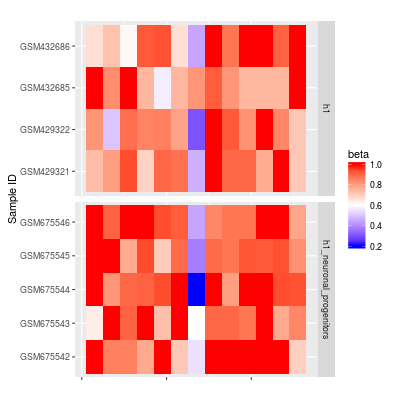 GSM432686
GSM432685
GSM429322
GSM429321
h1
GSM675546
GSM675545
GSM675544
GSM675543
GSM675542
h1_neuronal_progenitors
Sample ID
beta
1.0
0.8
0.6
0.4
0.2